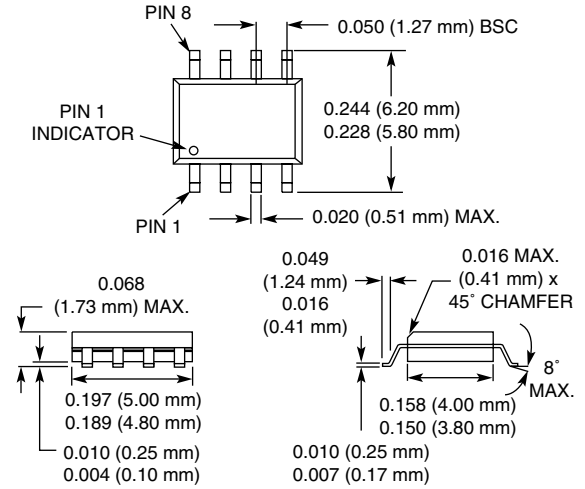 PIN 8
0.050 (1.27 mm) BSC
PIN 1
INDICATOR
0.244 (6.20 mm)
0.228 (5.80 mm)
PIN 1
0.020 (0.51 mm) MAX.
0.068
(1.73 mm) MAX.
0.197 (5.00 mm)
0.189 (4.80 mm)
0.010 (0.25 mm)
0.004 (0.10 mm)
0.049
(1.24 mm)
0.016
(0.41 mm)
0.016 MAX.
(0.41 mm) x
45° CHAMFER
8°
MAX.
0.158 (4.00 mm)
0.150 (3.80 mm)
0.010 (0.25 mm)
0.007 (0.17 mm)